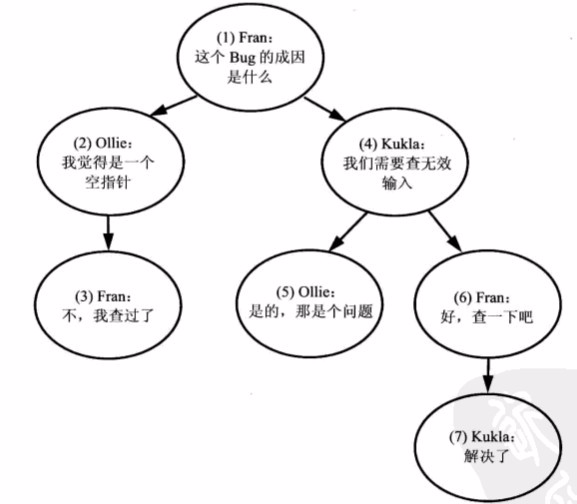 (1) Fran:
这个 Bug 的成因
是什么
(2) Ollie:
我觉得是一个
空指针
(4) Kukla:
我们需要查无效
输入
(3) Fran:
不，我查过了
(5) Ollie:
是的，那是个问题
(6) Fran:
好，查一下吧
(7) Kukla:
解决了